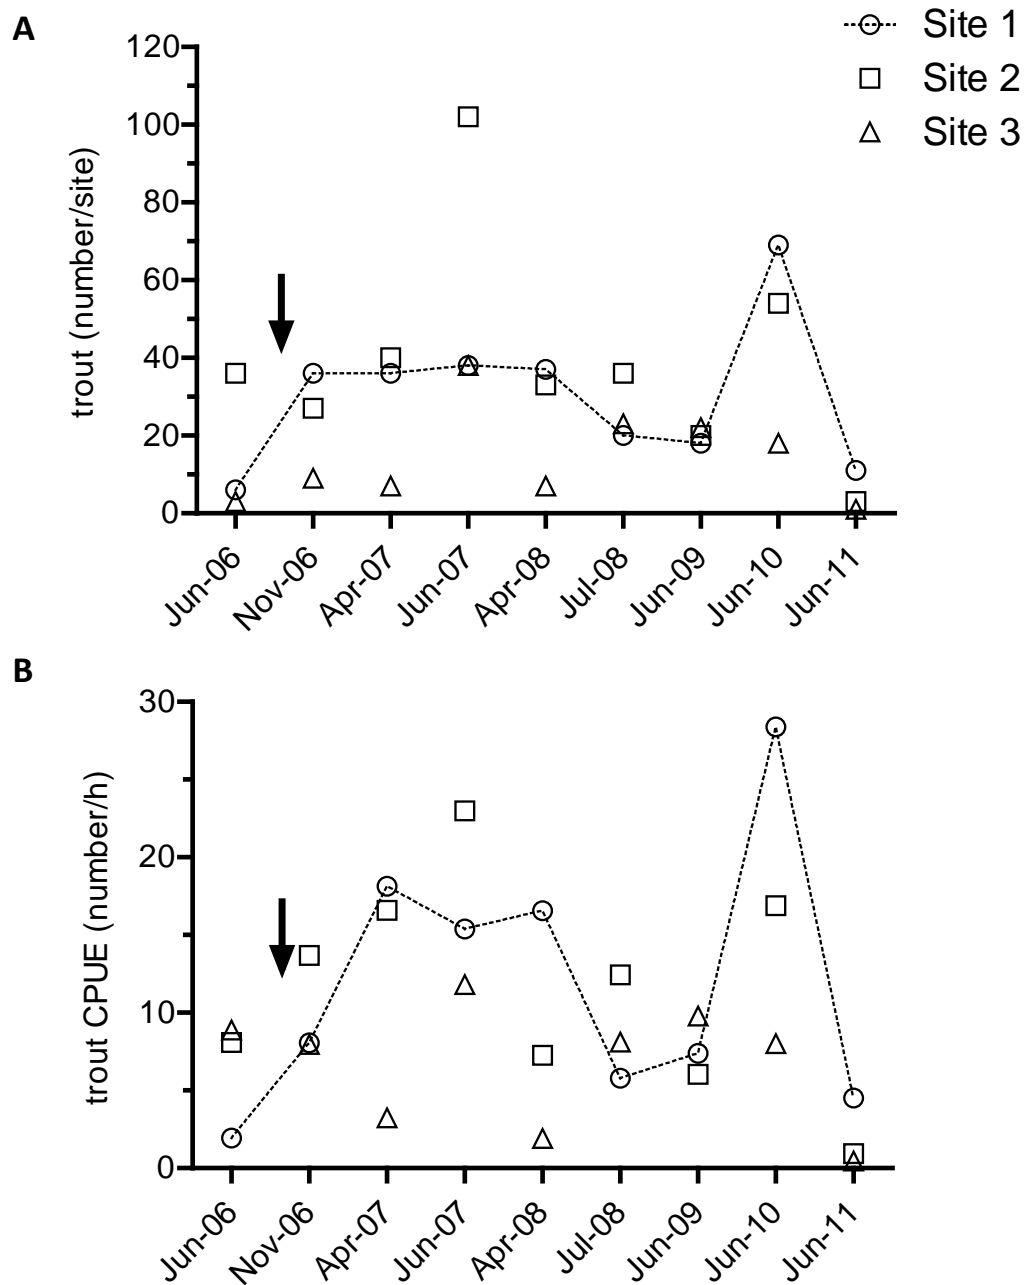 A
Site 1
Site 2
Site 3
trout (number/site)
120
100
80
60
40
20
0
Jun-06
Nov-06
Apr-07
Jun-07
Apr-08
Jul-08
Jun-09
Jun-10
Jun-11
B
trout CPUE (number/h)
30
20
10
0
Jun-06
Nov-06
Apr-07
Jun-07
Apr-08
Jul-08
Jun-09
Jun-10
Jun-11